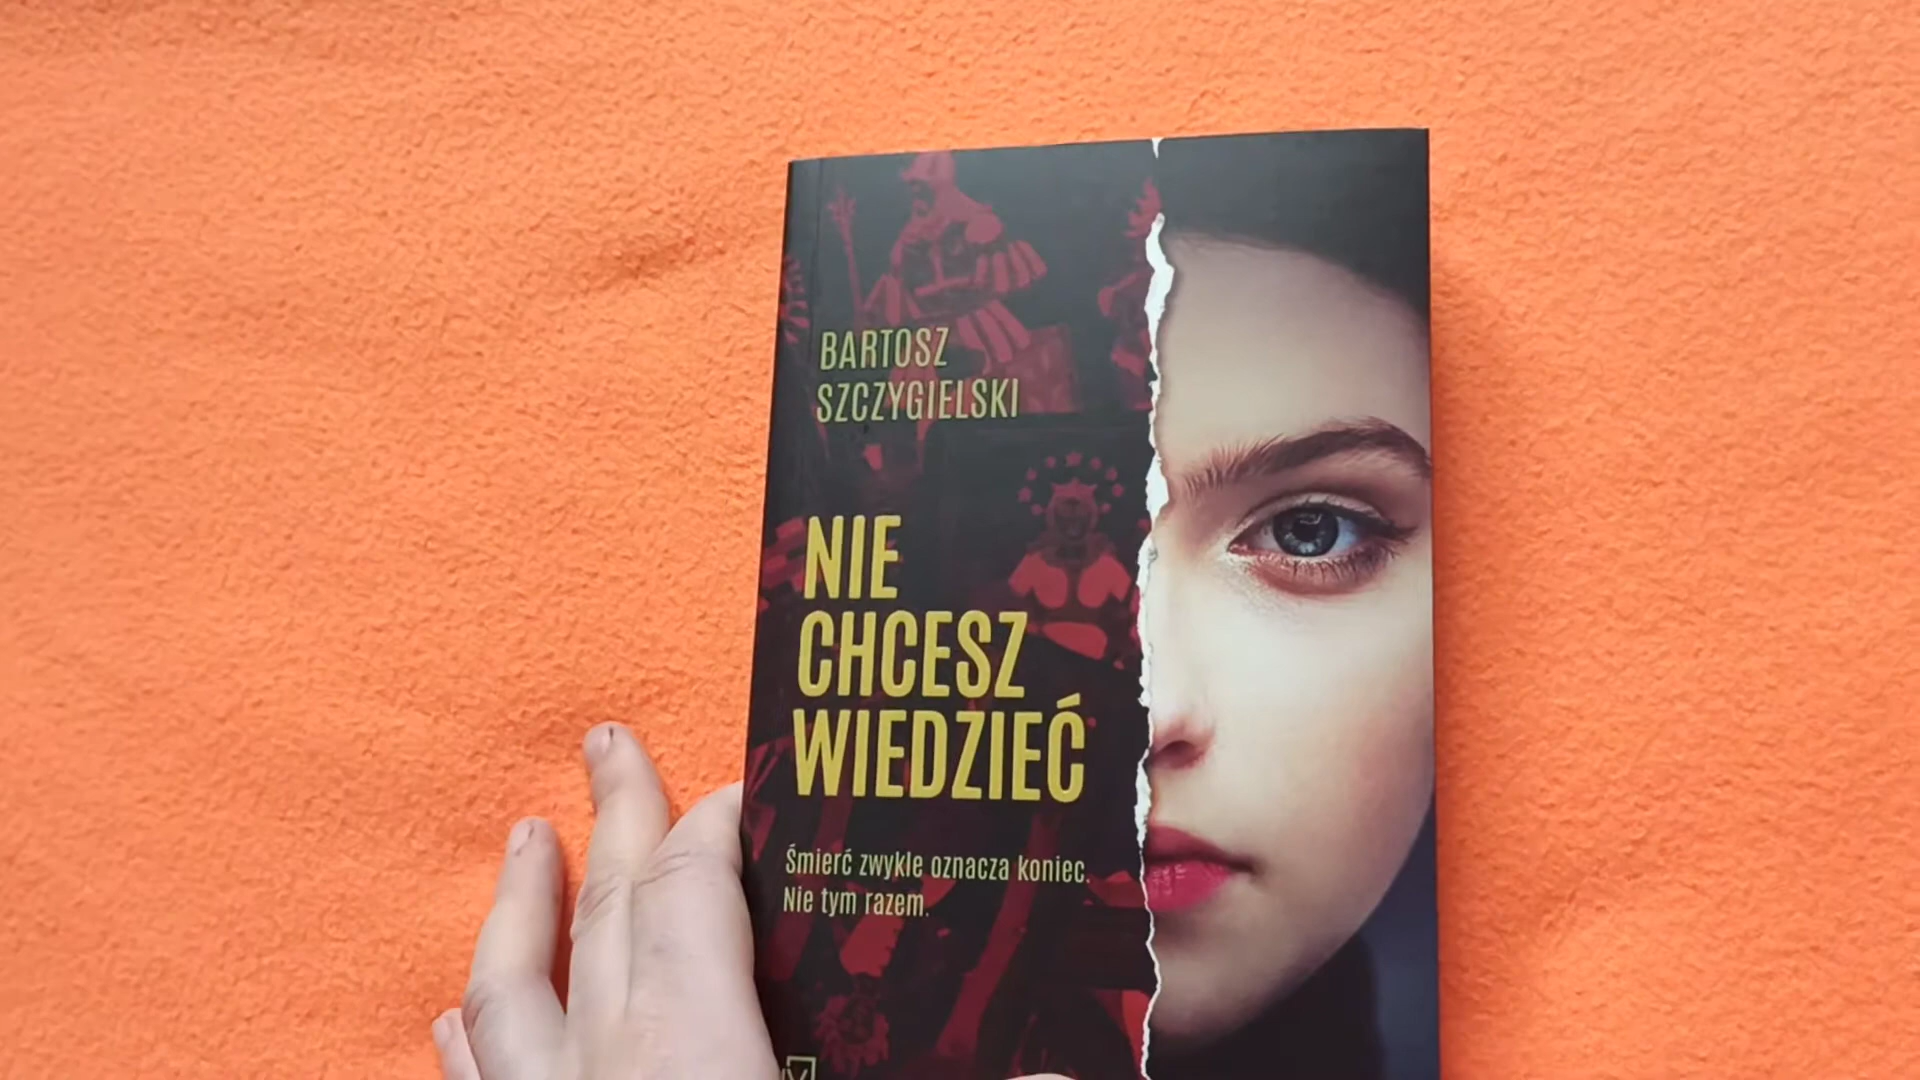 BARTOSZ
SZCZYGIELSKI
NIE
CHCESZ
WIEDZIEĆ
Śmierć zwykle oznacza koniec.
Nie tym razem.